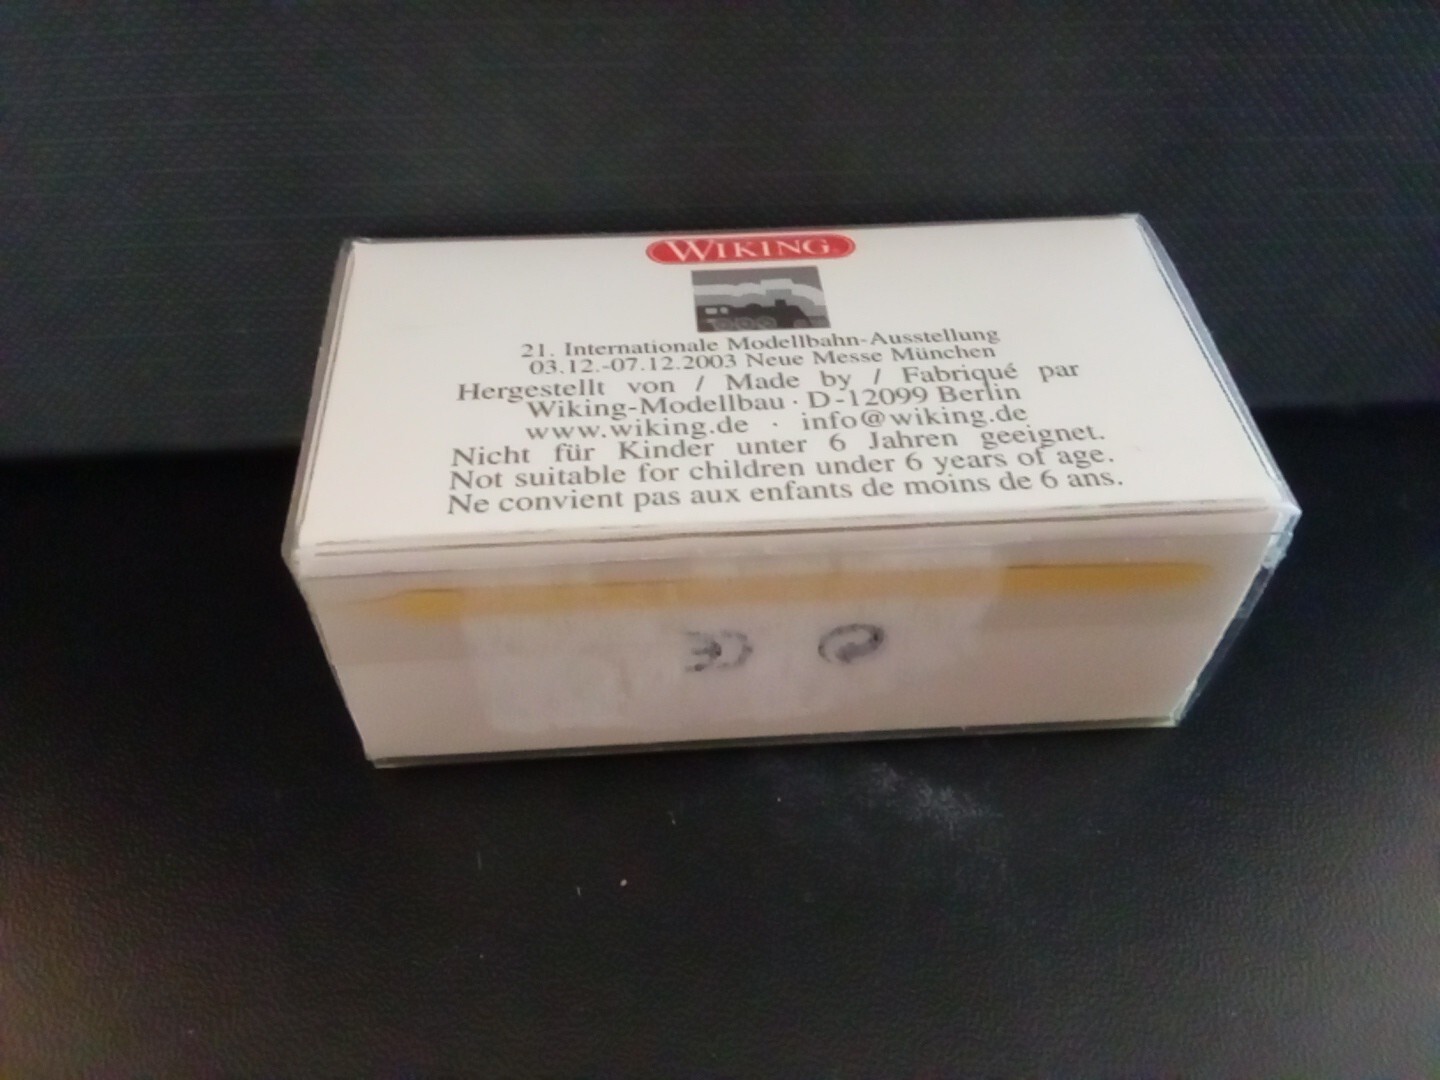 WIKING
21. Internationale Modellbahn-Ausstellung
03.12.-07.12.2003 Neue Messe München
Hergestellt von / Made by / Fabriqué par
Wiking-Modellbau · D-12099 Berlin
www.wiking.de · info@wiking.de
Nicht für Kinder unter 6 Jahren geeignet.
Not suitable for children under 6 years of age.
Ne convient pas aux enfants de moins de 6 ans.
CE